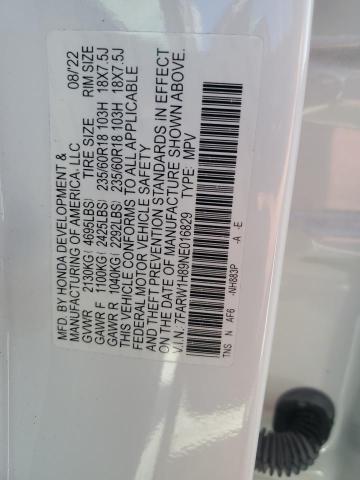 MFD. BY HONDA DEVELOPMENT & 08/'22
MANUFACTURING OF AMERICA, LLC
GVWR 2130KG( 4695LBS) TIRE SIZE RIM SIZE
GAWR F 1100KG( 2425LBS) 235/60R18 103H 18X7.5J
GAWR R 1040KG( 2292LBS) 235/60R18 103H 18X7.5J
THIS VEHICLE CONFORMS TO ALL APPLICABLE
FEDERAL MOTOR VEHICLE SAFETY
AND THEFT PREVENTION STANDARDS IN EFFECT
ON THE DATE OF MANUFACTURE SHOWN ABOVE.
V.I.N.: 7FARW1H89NE016829 TYPE: MPV
TNS N AF6 -NH883P -A -E